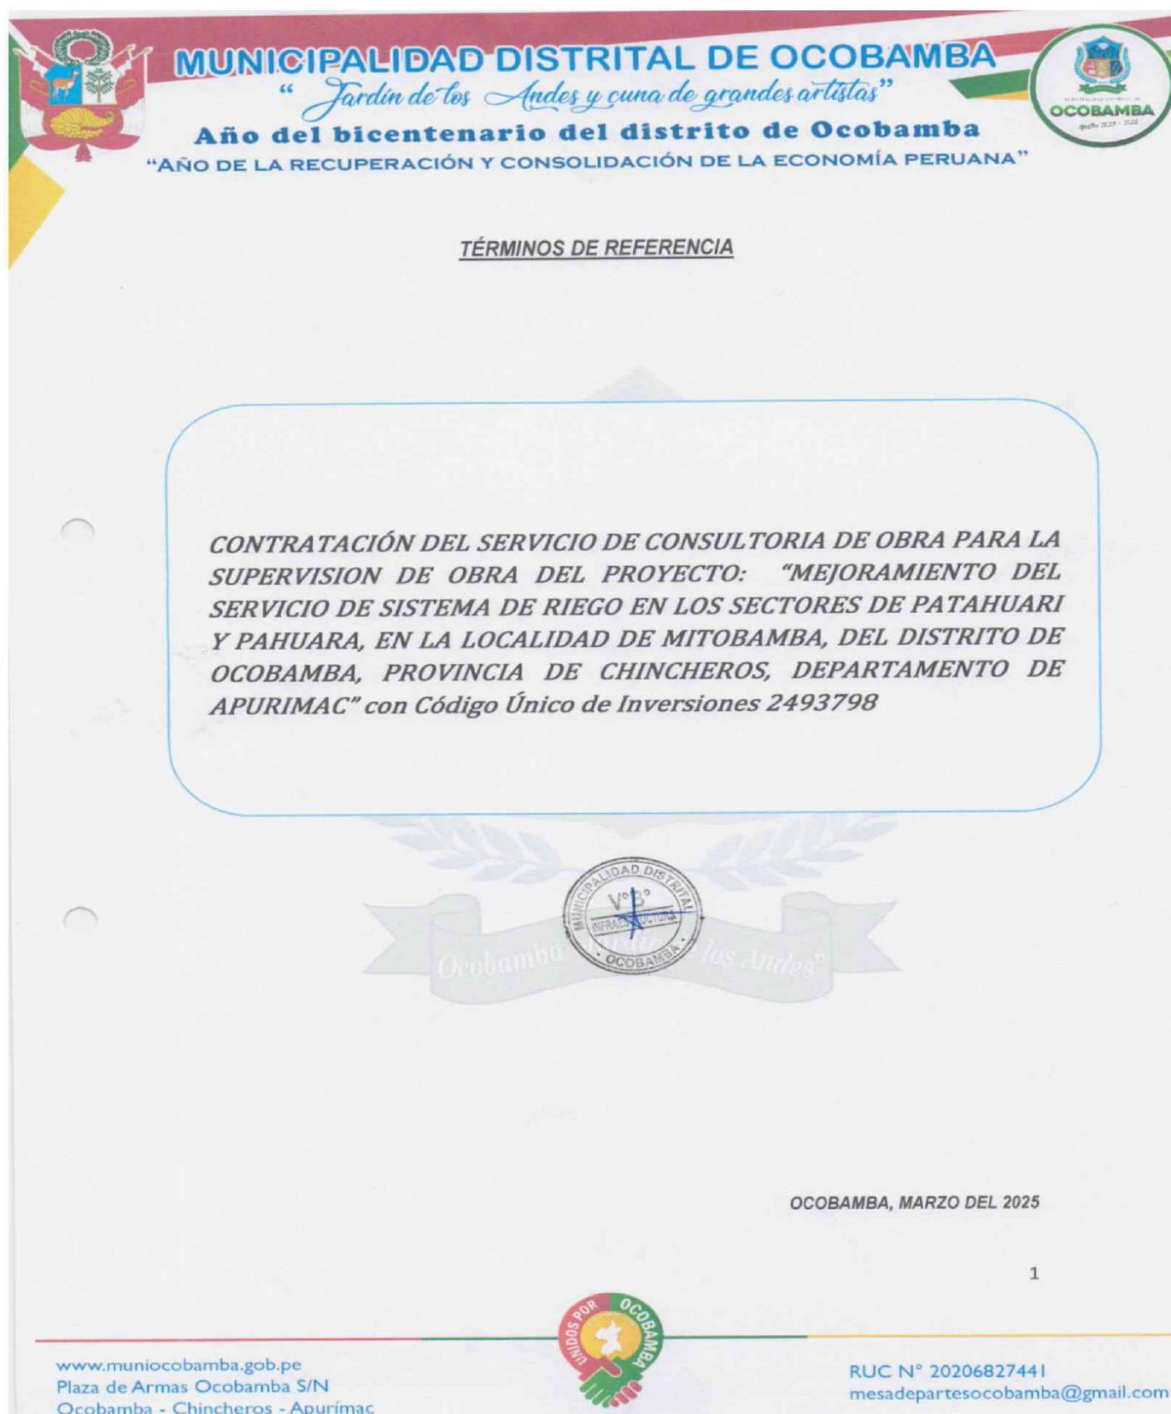 MUNICIPALIDAD DISTRITAL DE OCOBAMBA
“ Jardín de los Andes y cuna de grandes artistas”
Año del bicentenario del distrito de Ocobamba
“AÑO DE LA RECUPERACIÓN Y CONSOLIDACIÓN DE LA ECONOMÍA PERUANA”
OCOBAMBA
TÉRMINOS DE REFERENCIA
CONTRATACIÓN DEL SERVICIO DE CONSULTORIA DE OBRA PARA LA
SUPERVISION DE OBRA DEL PROYECTO: “MEJORAMIENTO DEL
SERVICIO DE SISTEMA DE RIEGO EN LOS SECTORES DE PATAHUARI
Y PAHUARA, EN LA LOCALIDAD DE MITOBAMBA, DEL DISTRITO DE
OCOBAMBA, PROVINCIA DE CHINCHEROS, DEPARTAMENTO DE
APURIMAC” con Código Único de Inversiones 2493798
MUNICIPALIDAD DISTRITAL
V°B°
INFRAESTRUCTURA
OCOBAMBA
Ocobamba los Andes”
OCOBAMBA, MARZO DEL 2025
1
UNIDOS POR OCOBAMBA
www.muniocobamba.gob.pe
Plaza de Armas Ocobamba S/N
Ocobamba - Chincheros - Apurímac
RUC N° 20206827441
mesadepartesocobamba@gmail.com